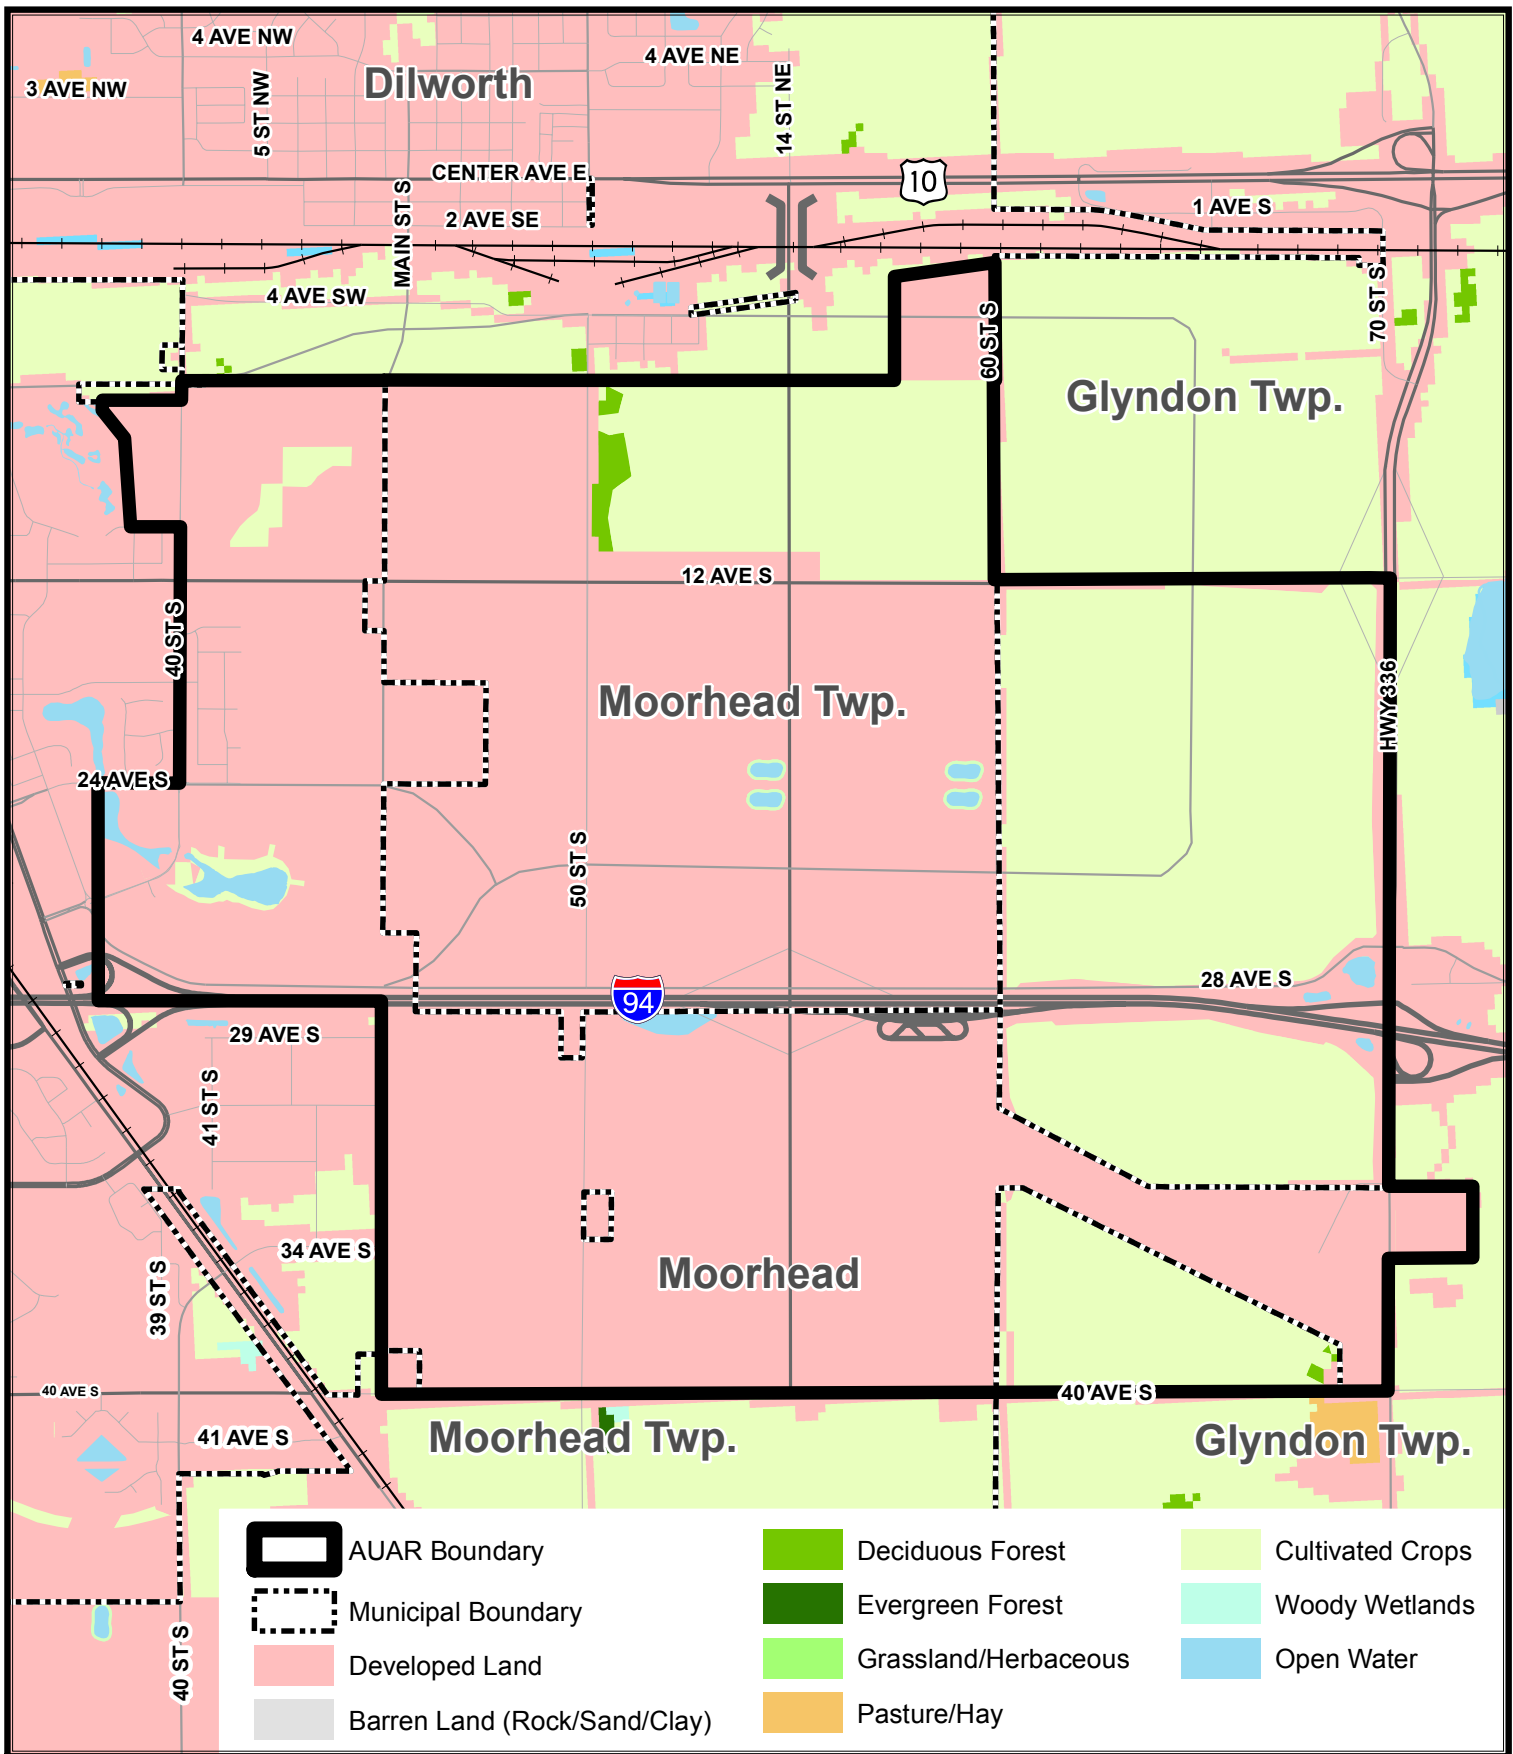 4 AVE NW
4 AVE NE
Dilworth
3 AVE NW
5 ST NW
14 ST NE
CENTER AVE E
10
MAIN ST S
2 AVE SE
1 AVE S
4 AVE SW
60 ST S
70 ST S
Glyndon Twp.
12 AVE S
40 ST S
Moorhead Twp.
HWY 336
24 AVE S
50 ST S
28 AVE S
94
29 AVE S
41 ST S
34 AVE S
Moorhead
39 ST S
40 AVE S
40 AVE S
41 AVE S
Moorhead Twp.
Glyndon Twp.
40 ST S
AUAR Boundary
Municipal Boundary
Developed Land
Barren Land (Rock/Sand/Clay)
Deciduous Forest
Evergreen Forest
Grassland/Herbaceous
Pasture/Hay
Cultivated Crops
Woody Wetlands
Open Water